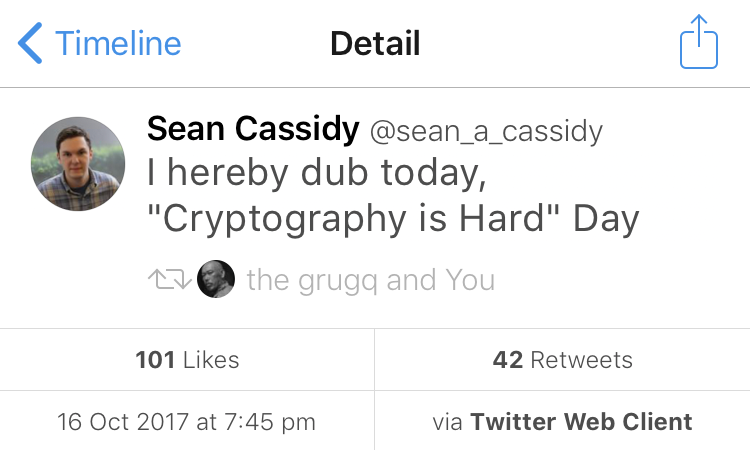 Timeline Detail
Sean Cassidy @sean_a_cassidy
I hereby dub today,
"Cryptography is Hard" Day
the grugq and You
101 Likes 42 Retweets
16 Oct 2017 at 7:45 pm via Twitter Web Client